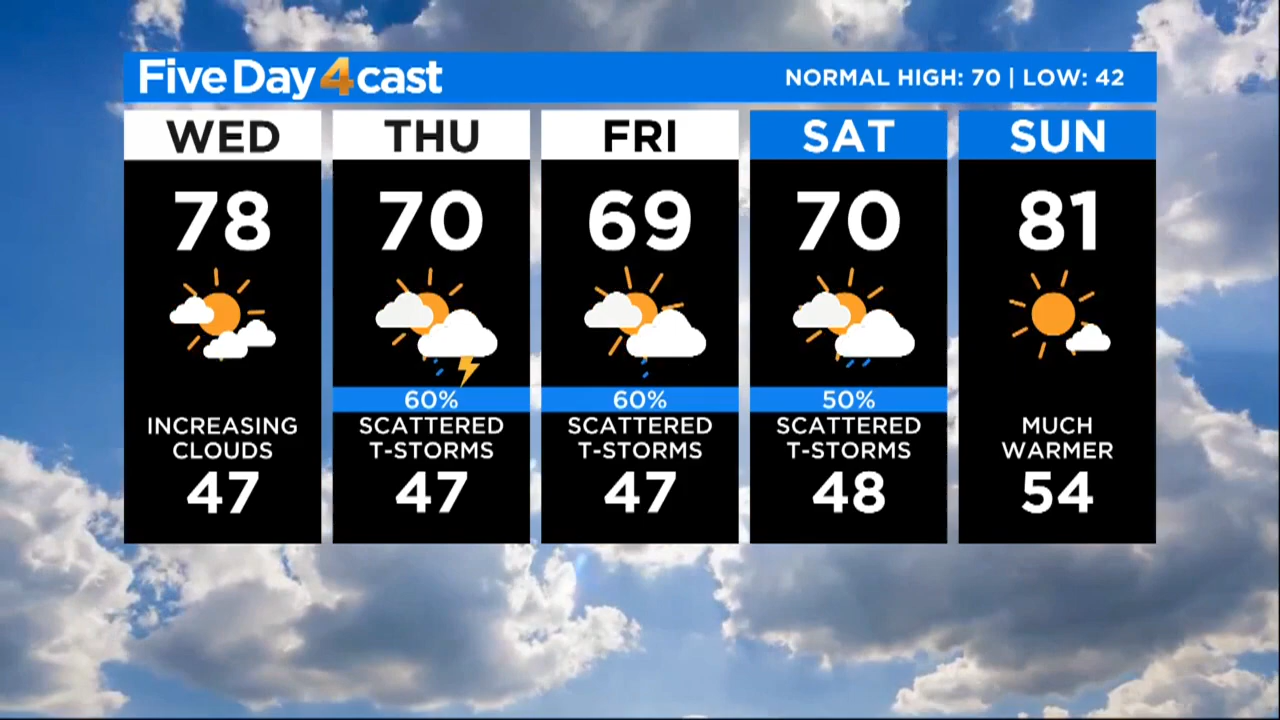 Five Day 4cast
NORMAL HIGH: 70 | LOW: 42
WED THU FRI SAT SUN
78 70 69 70 81
60% 60% 50%
INCREASING CLOUDS
SCATTERED T-STORMS
SCATTERED T-STORMS
SCATTERED T-STORMS
MUCH WARMER
47 47 47 48 54